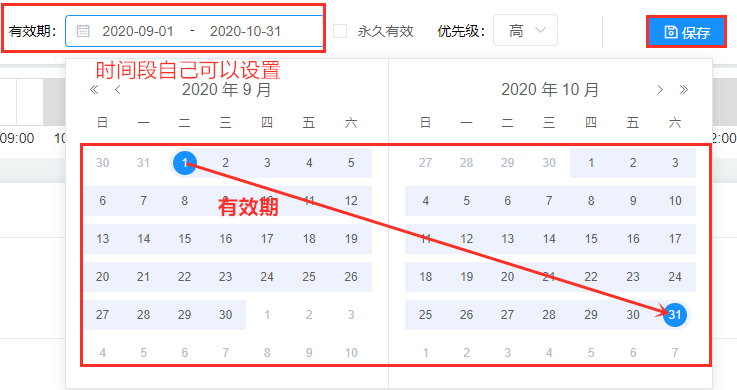 有效期： 2020-09-01 - 2020-10-31 永久有效 优先级： 高 保存
时间段自己可以设置
2020 年 9 月 2020 年 10 月
日 一 二 三 四 五 六 日 一 二 三 四 五 六
09:00 10 2:00
30 31 1 2 3 4 5 27 28 29 30 1 2 3
6 7 8 9 10 11 12 4 5 6 7 8 9 10
有效期
13 14 15 16 17 18 19 11 12 13 14 15 16 17
20 21 22 23 24 25 26 18 19 20 21 22 23 24
27 28 29 30 1 2 3 25 26 27 28 29 30 31
4 5 6 7 8 9 10 1 2 3 4 5 6 7